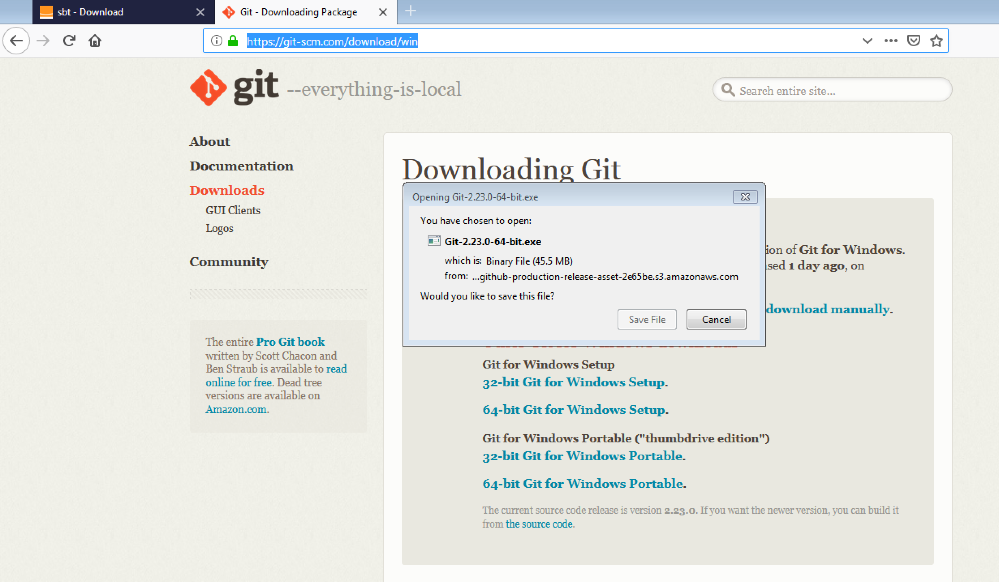 sbt - Download
Git - Downloading Package
https://git-scm.com/download/win
git --everything-is-local
Search entire site...
About
Documentation
Downloads
GUI Clients
Logos
Community
The entire Pro Git book
written by Scott Chacon and
Ben Straub is available to read
online for free. Dead tree
versions are available on
Amazon.com.
Downloading Git
Opening Git-2.23.0-64-bit.exe
You have chosen to open:
Git-2.23.0-64-bit.exe
which is: Binary File (45.5 MB)
from: ...github-production-release-asset-2e65be.s3.amazonaws.com
Would you like to save this file?
Save File
Cancel
of Git for Windows.
1 day ago, on
download manually.
Git for Windows Setup
32-bit Git for Windows Setup.
64-bit Git for Windows Setup.
Git for Windows Portable ("thumbdrive edition")
32-bit Git for Windows Portable.
64-bit Git for Windows Portable.
The current source code release is version 2.23.0. If you want the newer version, you can build it
from the source code.